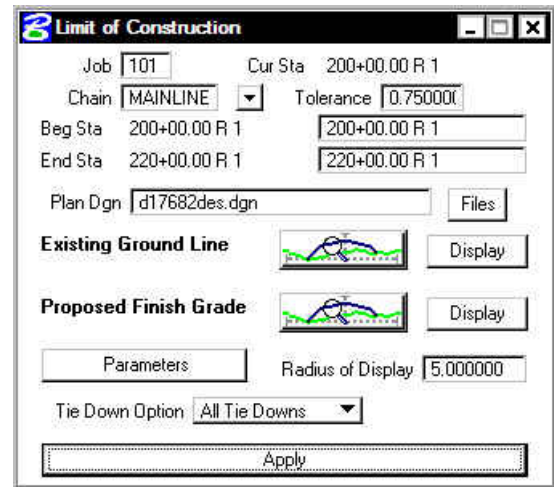 Limit of Construction
Job 101 Cur Sta 200+00.00 R 1
Chain MAINLINE Tolerance 0.75000(
Beg Sta 200+00.00 R 1 200+00.00 R 1
End Sta 220+00.00 R 1 220+00.00 R 1
Plan Dgn d17682des.dgn Files
Existing Ground Line Display
Proposed Finish Grade Display
Parameters Radius of Display 5.000000
Tie Down Option All Tie Downs
Apply